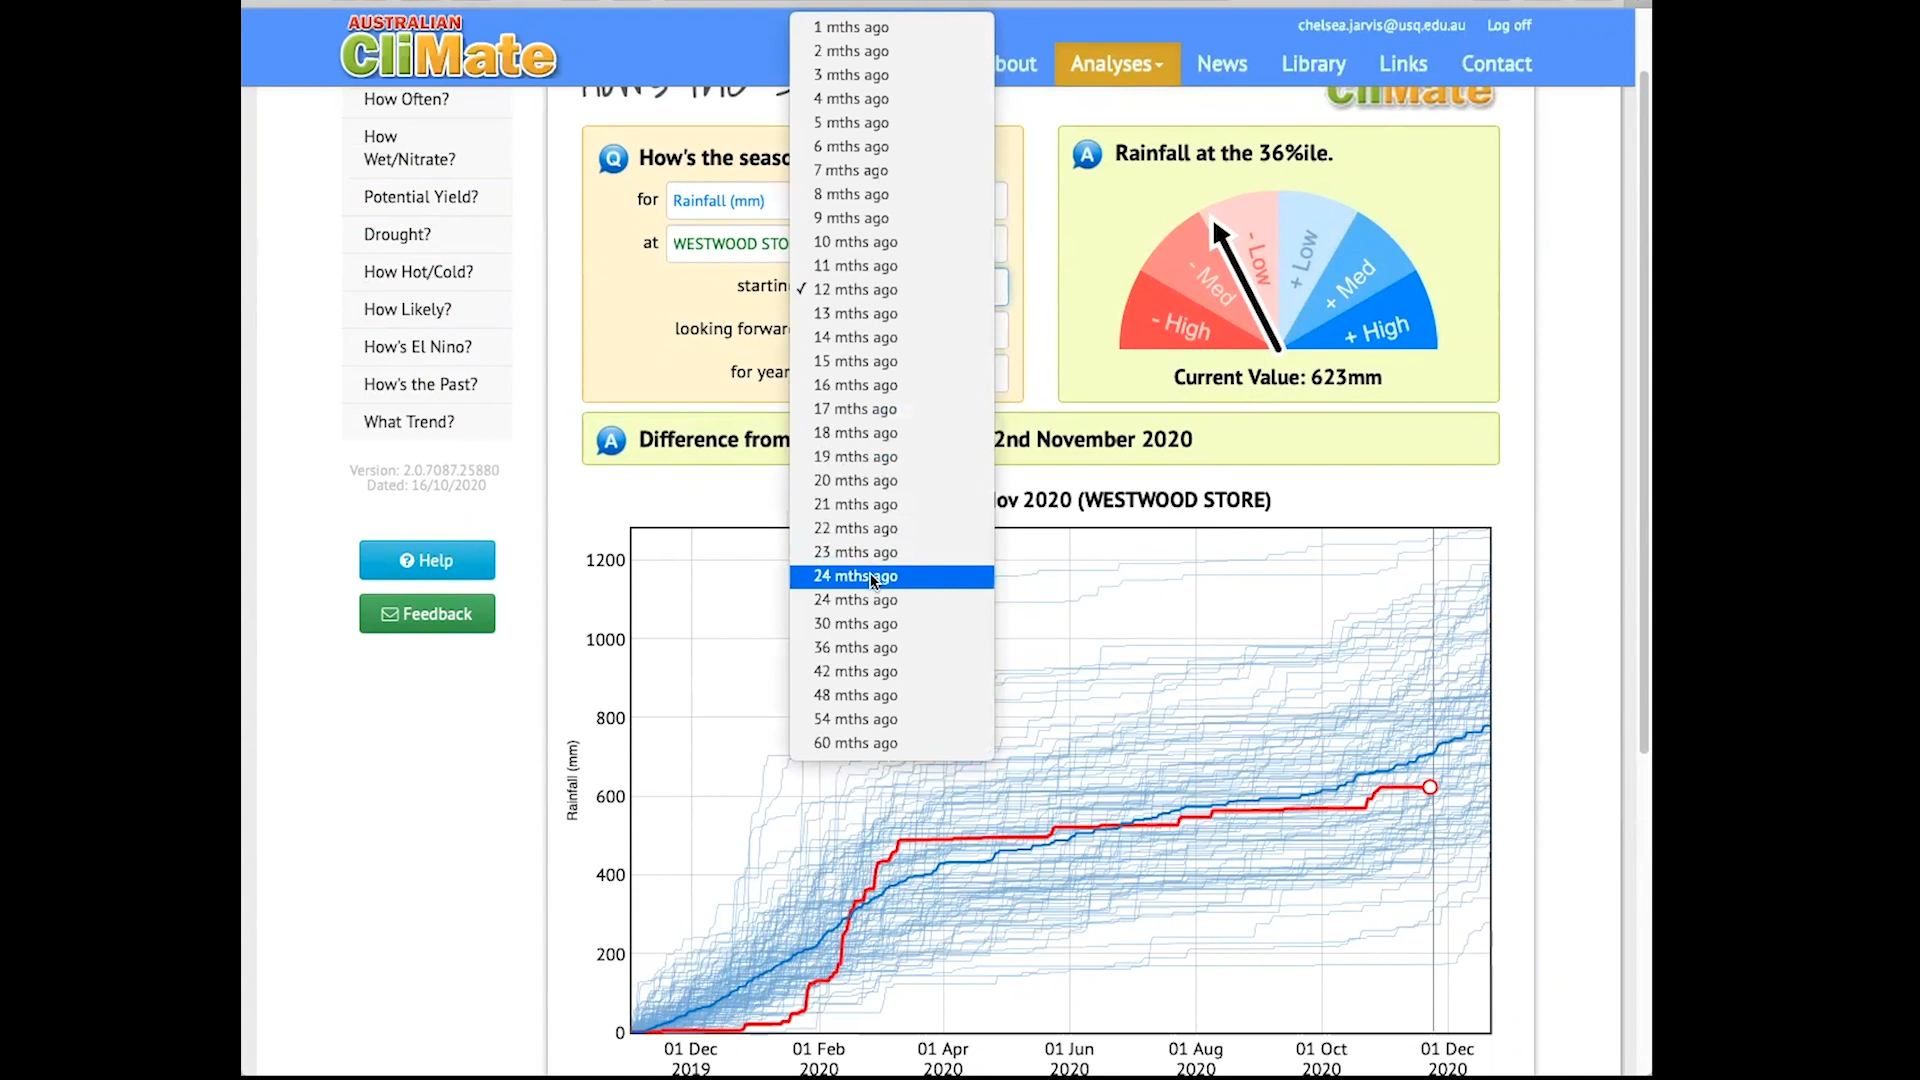 AUSTRALIAN
CliMate
chelsea.jarvis@usq.edu.au Log off
bout Analyses News Library Links Contact
How Often?
How
Wet/Nitrate?
Potential Yield?
Drought?
How Hot/Cold?
How Likely?
How's El Nino?
How's the Past?
What Trend?
Version: 2.0.7087.25880
Dated: 16/10/2020
Help
Feedback
Q How's the seaso
for Rainfall (mm)
at WESTWOOD STO
startin
looking forwar
for year
1 mths ago
2 mths ago
3 mths ago
4 mths ago
5 mths ago
6 mths ago
7 mths ago
8 mths ago
9 mths ago
10 mths ago
11 mths ago
✓ 12 mths ago
13 mths ago
14 mths ago
15 mths ago
16 mths ago
17 mths ago
18 mths ago
19 mths ago
20 mths ago
21 mths ago
22 mths ago
23 mths ago
24 mths ago
24 mths ago
30 mths ago
36 mths ago
42 mths ago
48 mths ago
54 mths ago
60 mths ago
CliMate
A Rainfall at the 36%ile.
- High
- Med
- Low
+ Low
+ Med
+ High
Current Value: 623mm
A Difference from 2nd November 2020
ov 2020 (WESTWOOD STORE)
Rainfall (mm)
1200
1000
800
600
400
200
0
01 Dec 01 Feb 01 Apr 01 Jun 01 Aug 01 Oct 01 Dec
2019 2020 2020 2020 2020 2020 2020